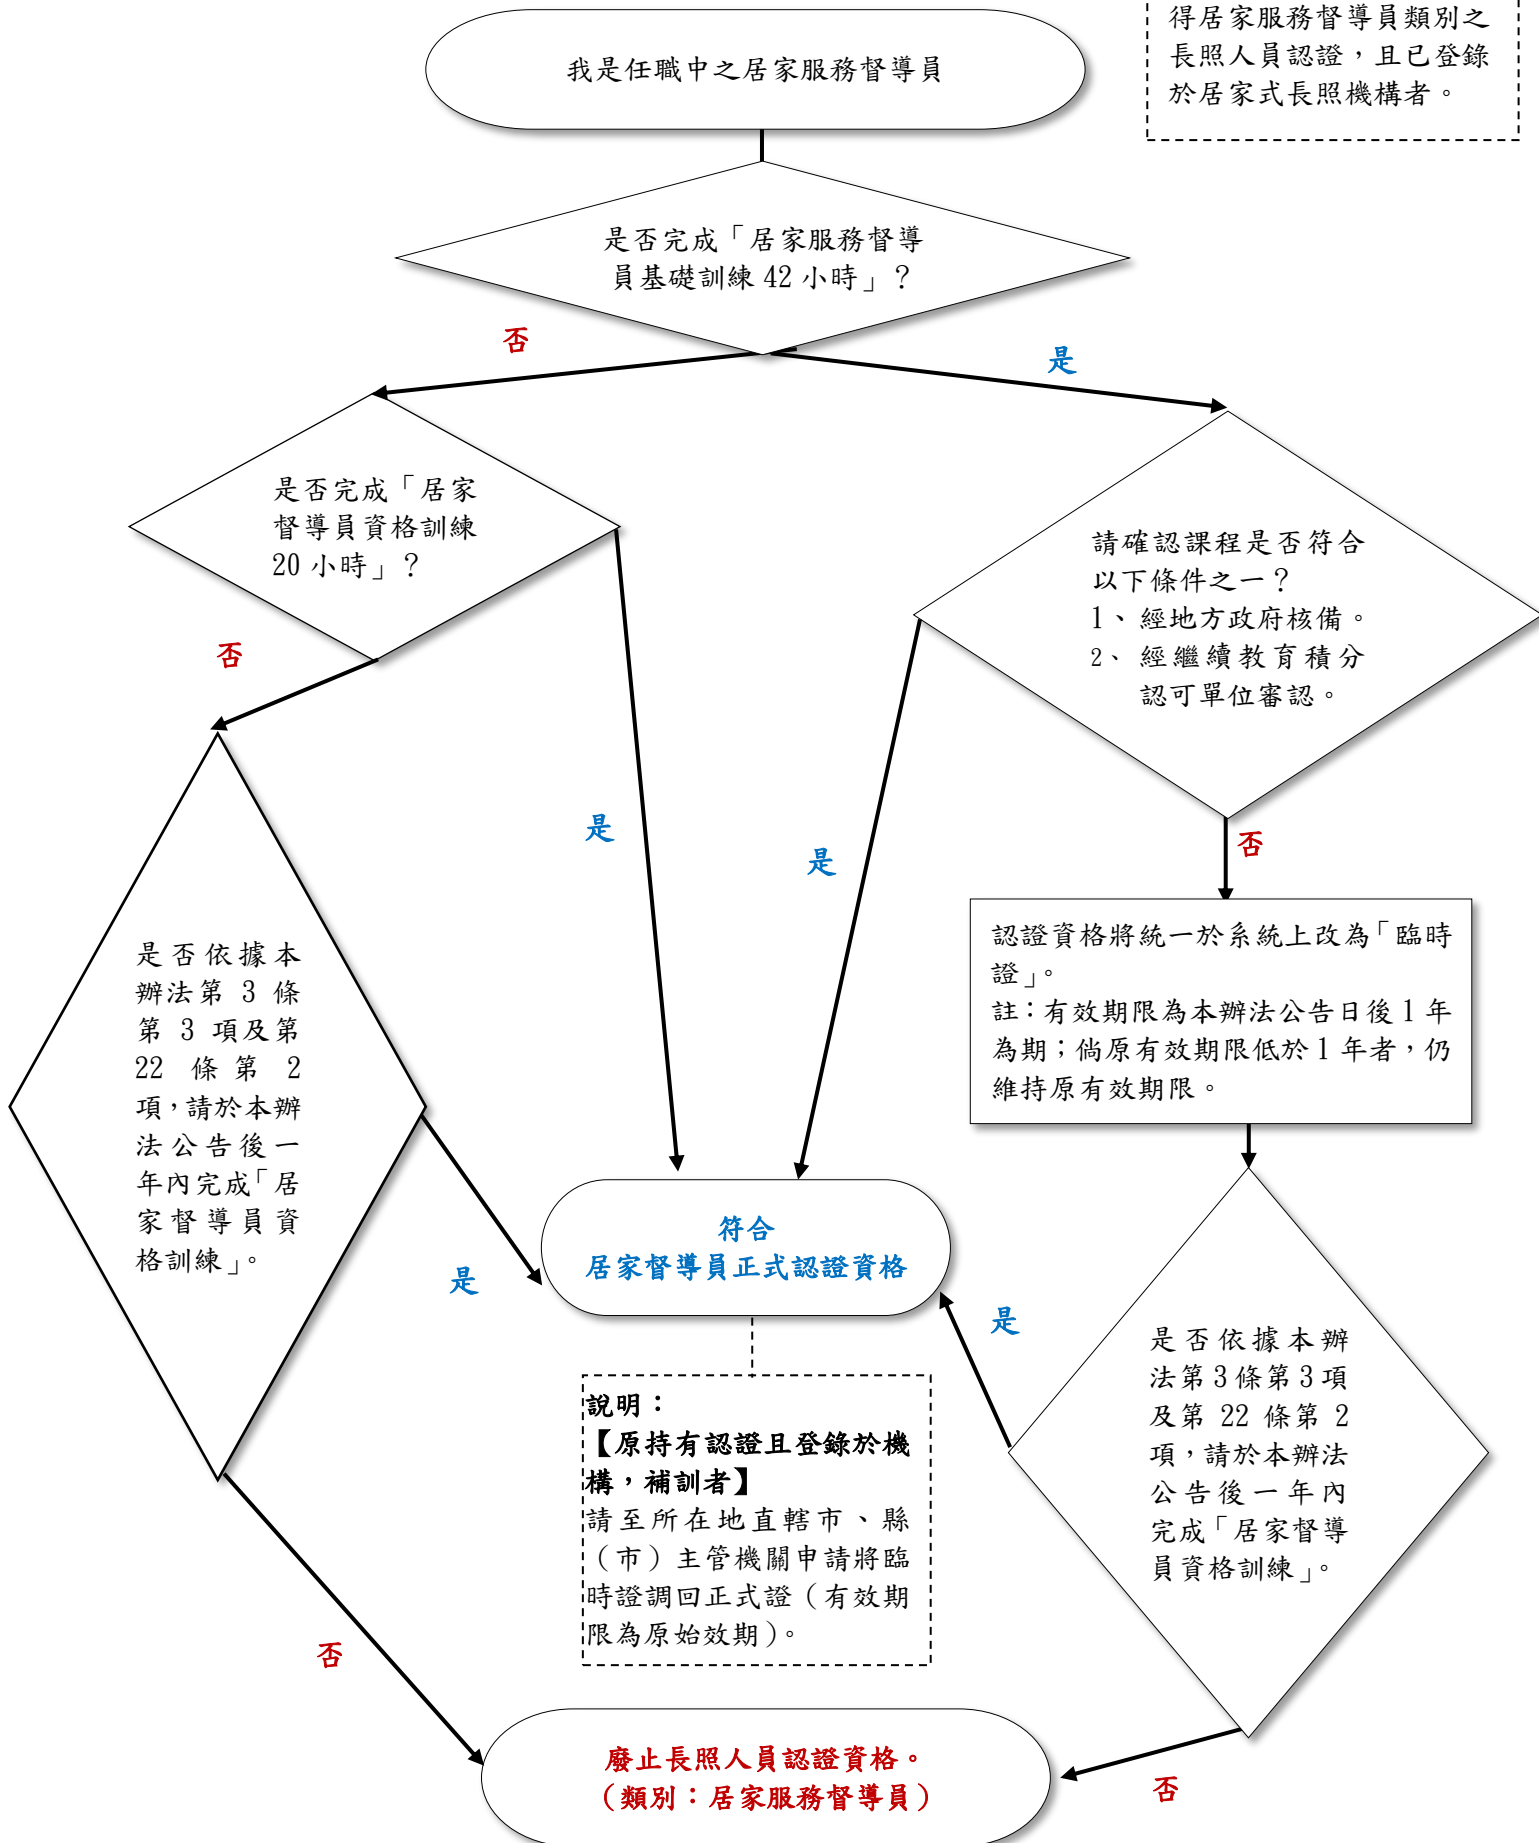 得居家服務督導員類別之
長照人員認證，且已登錄
於居家式長照機構者。
我是任職中之居家服務督導員
是否完成「居家服務督導
員基礎訓練 42 小時」？
否
是
是否完成「居家
督導員資格訓練
20 小時」？
請確認課程是否符合
以下條件之一？
1、 經地方政府核備。
2、 經繼續教育積分
認可單位審認。
否
是
是
否
認證資格將統一於系統上改為「臨時
證」。
註：有效期限為本辦法公告日後 1 年
為期；倘原有效期限低於 1 年者，仍
維持原有效期限。
是否依據本
辦法第 3 條
第 3 項及第
22 條第 2
項，請於本辦
法公告後一
年內完成「居
家督導員資
格訓練」。
是
符合
居家督導員正式認證資格
是
是否依據本辦
法第 3 條第 3 項
及第 22 條第 2
項，請於本辦法
公告後一年內
完成「居家督導
員資格訓練」。
說明：
【原持有認證且登錄於機
構，補訓者】
請至所在地直轄市、縣
（市）主管機關申請將臨
時證調回正式證（有效期
限為原始效期）。
否
否
廢止長照人員認證資格。
（類別：居家服務督導員）